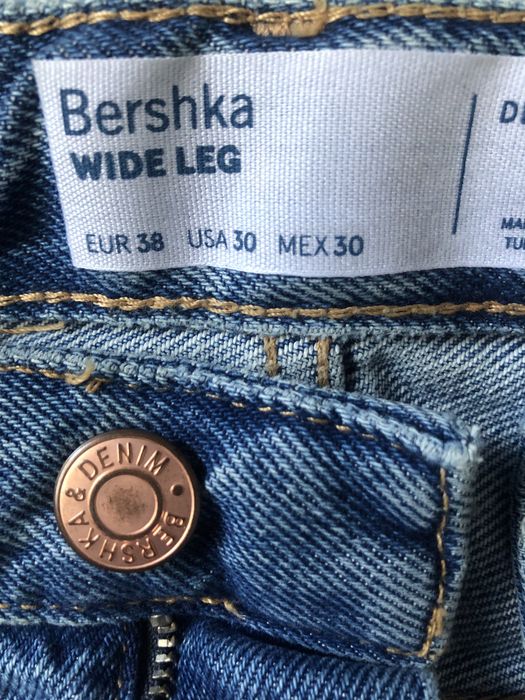 Bershka
WIDE LEG
EUR 38 USA 30 MEX 30
BERSHKA & DENIM